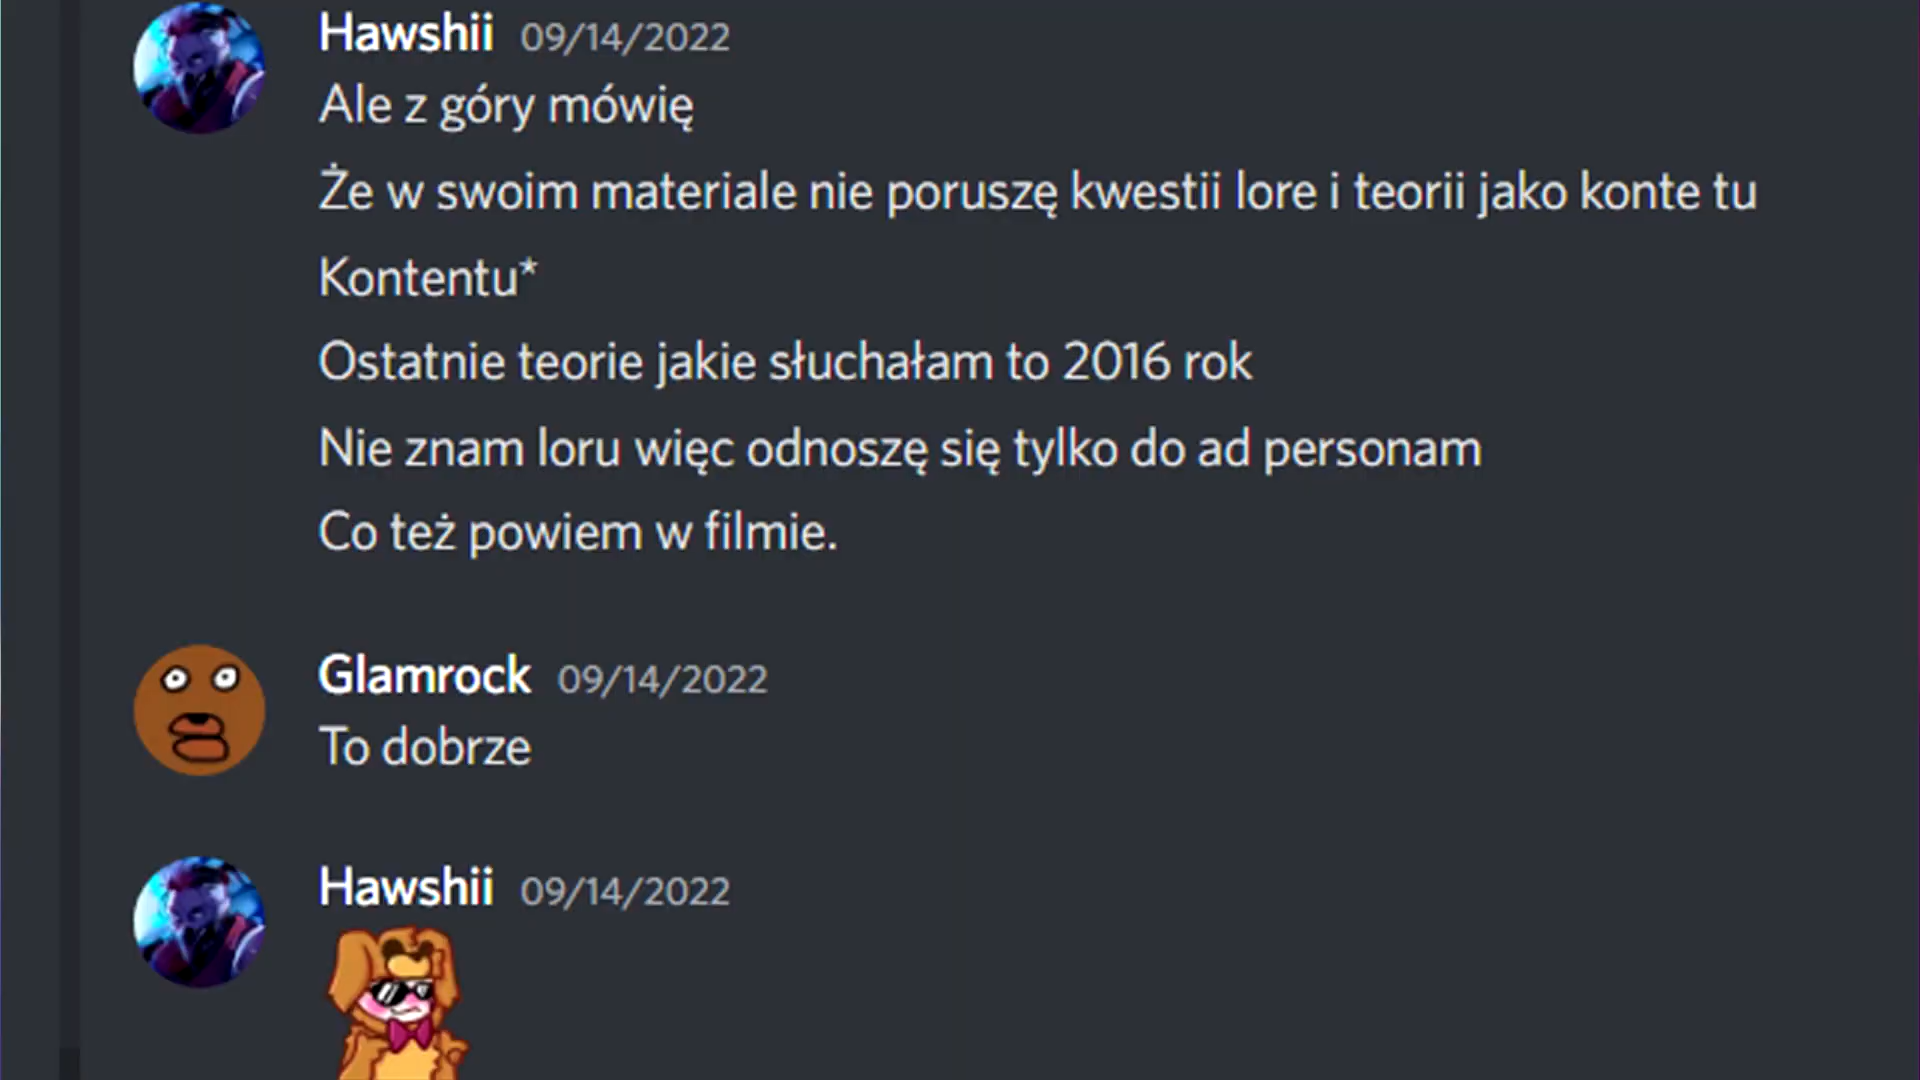 Hawshii 09/14/2022
Ale z góry mówię
Że w swoim materiale nie poruszę kwestii lore i teorii jako konte tu
Kontentu*
Ostatnie teorie jakie słuchałam to 2016 rok
Nie znam loru więc odnoszę się tylko do ad personam
Co też powiem w filmie.
Glamrock 09/14/2022
To dobrze
Hawshii 09/14/2022